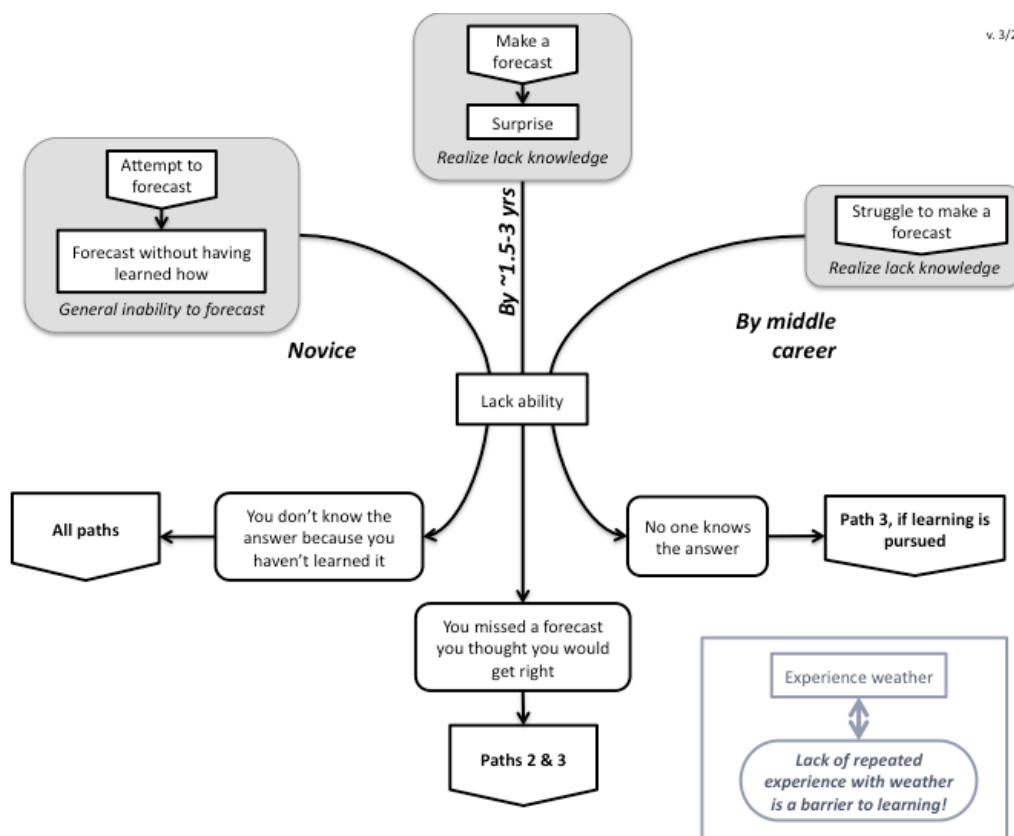 v. 3/2
Make a
forecast
Surprise
Realize lack knowledge
Attempt to
forecast
Forecast without having
learned how
General inability to forecast
Struggle to make a
forecast
Realize lack knowledge
Novice
By ~1.5-3 yrs
By middle
career
Lack ability
All paths
You don’t know the
answer because you
haven’t learned it
No one knows
the answer
Path 3, if learning is
pursued
You missed a forecast
you thought you would
get right
Paths 2 & 3
Experience weather
Lack of repeated
experience with weather
is a barrier to learning!